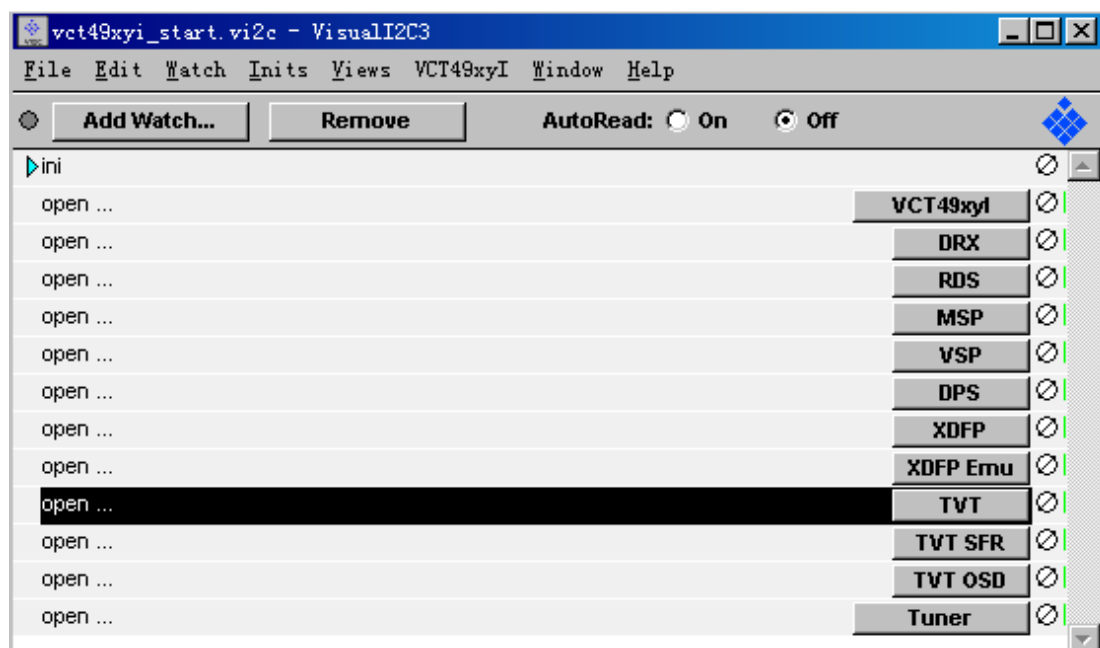 vct49xyi_start.vi2c - VisualI2C3
File Edit Watch Inits Views VCT49xyI Window Help
Add Watch... Remove AutoRead: On Off
ini
open ... VCT49xyI
open ... DRX
open ... RDS
open ... MSP
open ... VSP
open ... DPS
open ... XDFP
open ... XDFP Emu
open ... TVT
open ... TVT SFR
open ... TVT OSD
open ... Tuner